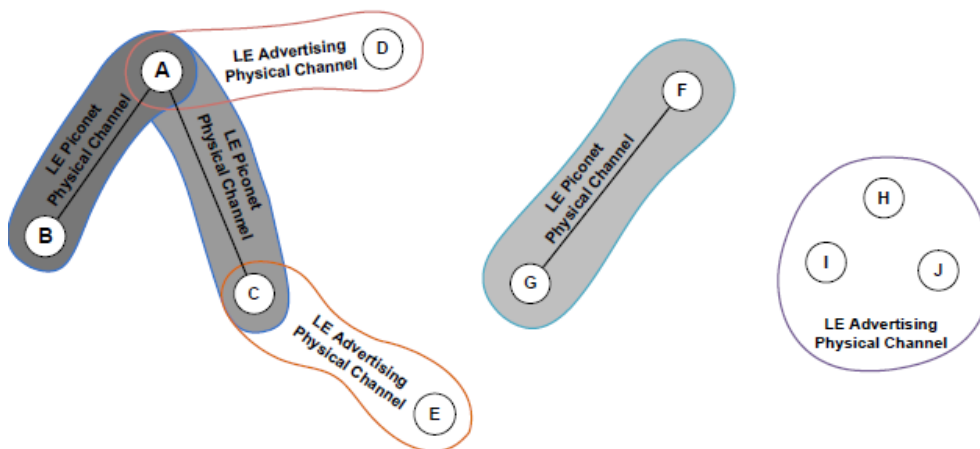 A
LE Advertising
Physical Channel
D
LE Piconet
Physical Channel
B
LE Piconet
Physical Channel
C
LE Advertising
Physical Channel
E
F
LE Piconet
Physical Channel
G
H
I
J
LE Advertising
Physical Channel